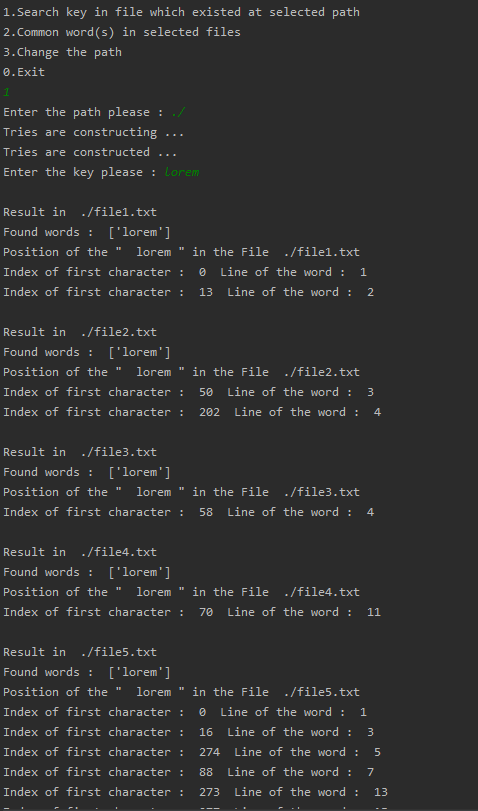 1.Search key in file which existed at selected path
2.Common word(s) in selected files
3.Change the path
0.Exit
1
Enter the path please : ./
Tries are constructing ...
Tries are constructed ...
Enter the key please : lorem
Result in  ./file1.txt
Found words :  ['lorem']
Position of the "  lorem " in the File  ./file1.txt
Index of first character :  0  Line of the word :  1
Index of first character :  13  Line of the word :  2
Result in  ./file2.txt
Found words :  ['lorem']
Position of the "  lorem " in the File  ./file2.txt
Index of first character :  50  Line of the word :  3
Index of first character :  202  Line of the word :  4
Result in  ./file3.txt
Found words :  ['lorem']
Position of the "  lorem " in the File  ./file3.txt
Index of first character :  58  Line of the word :  4
Result in  ./file4.txt
Found words :  ['lorem']
Position of the "  lorem " in the File  ./file4.txt
Index of first character :  70  Line of the word :  11
Result in  ./file5.txt
Found words :  ['lorem']
Position of the "  lorem " in the File  ./file5.txt
Index of first character :  0  Line of the word :  1
Index of first character :  16  Line of the word :  3
Index of first character :  274  Line of the word :  5
Index of first character :  88  Line of the word :  7
Index of first character :  273  Line of the word :  13